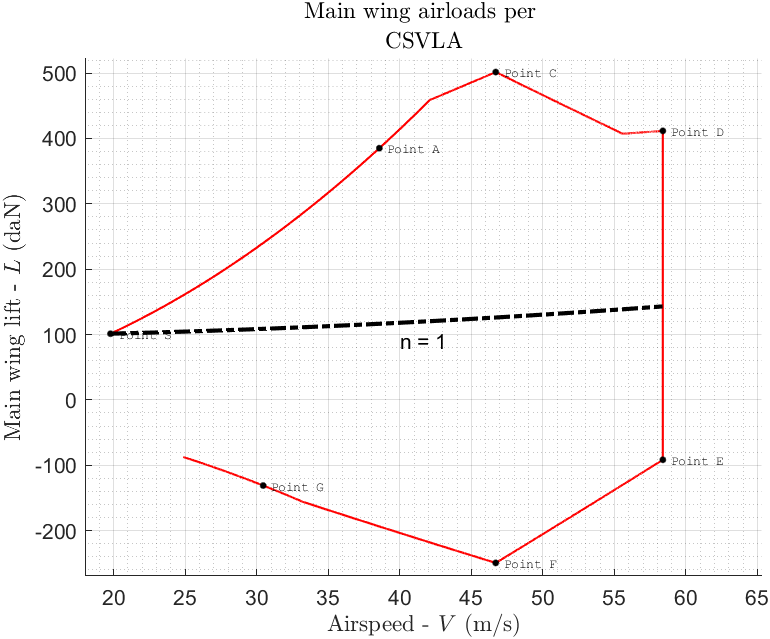 Main wing airloads per
CSVLA
Main wing lift - L (daN)
500
400
300
200
100
0
-100
-200
Point C
Point D
Point A
Point S
n = 1
Point E
Point G
Point F
20 25 30 35 40 45 50 55 60 65
Airspeed - V (m/s)